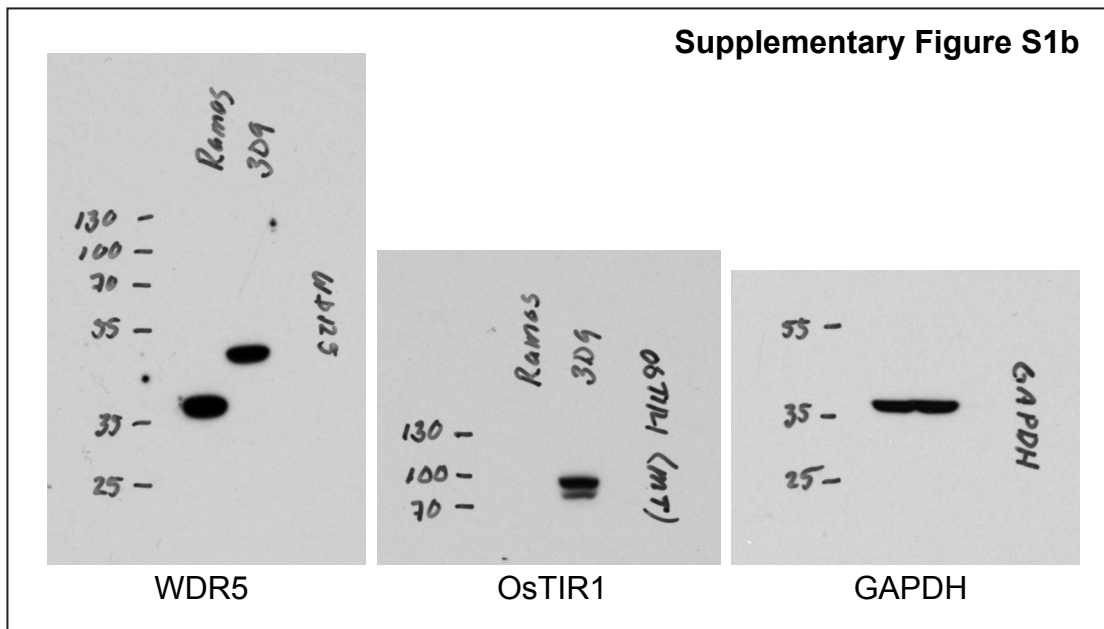 Supplementary Figure S1b
Ramos
3D9
130 -
100 -
70 -
55 -
35 -
25 -
Ramos
3D9
OsTIR1 (MT)
130 -
100 -
70 -
55 -
35 -
25 -
GAPDH
WDR5
OsTIR1
GAPDH